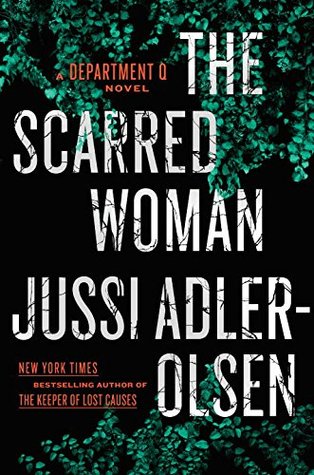 THE
A DEPARTMENT Q
NOVEL
SCARRED
WOMAN
JUSSI ADLER-
OLSEN
NEW YORK TIMES
BESTSELLING AUTHOR OF
THE KEEPER OF LOST CAUSES